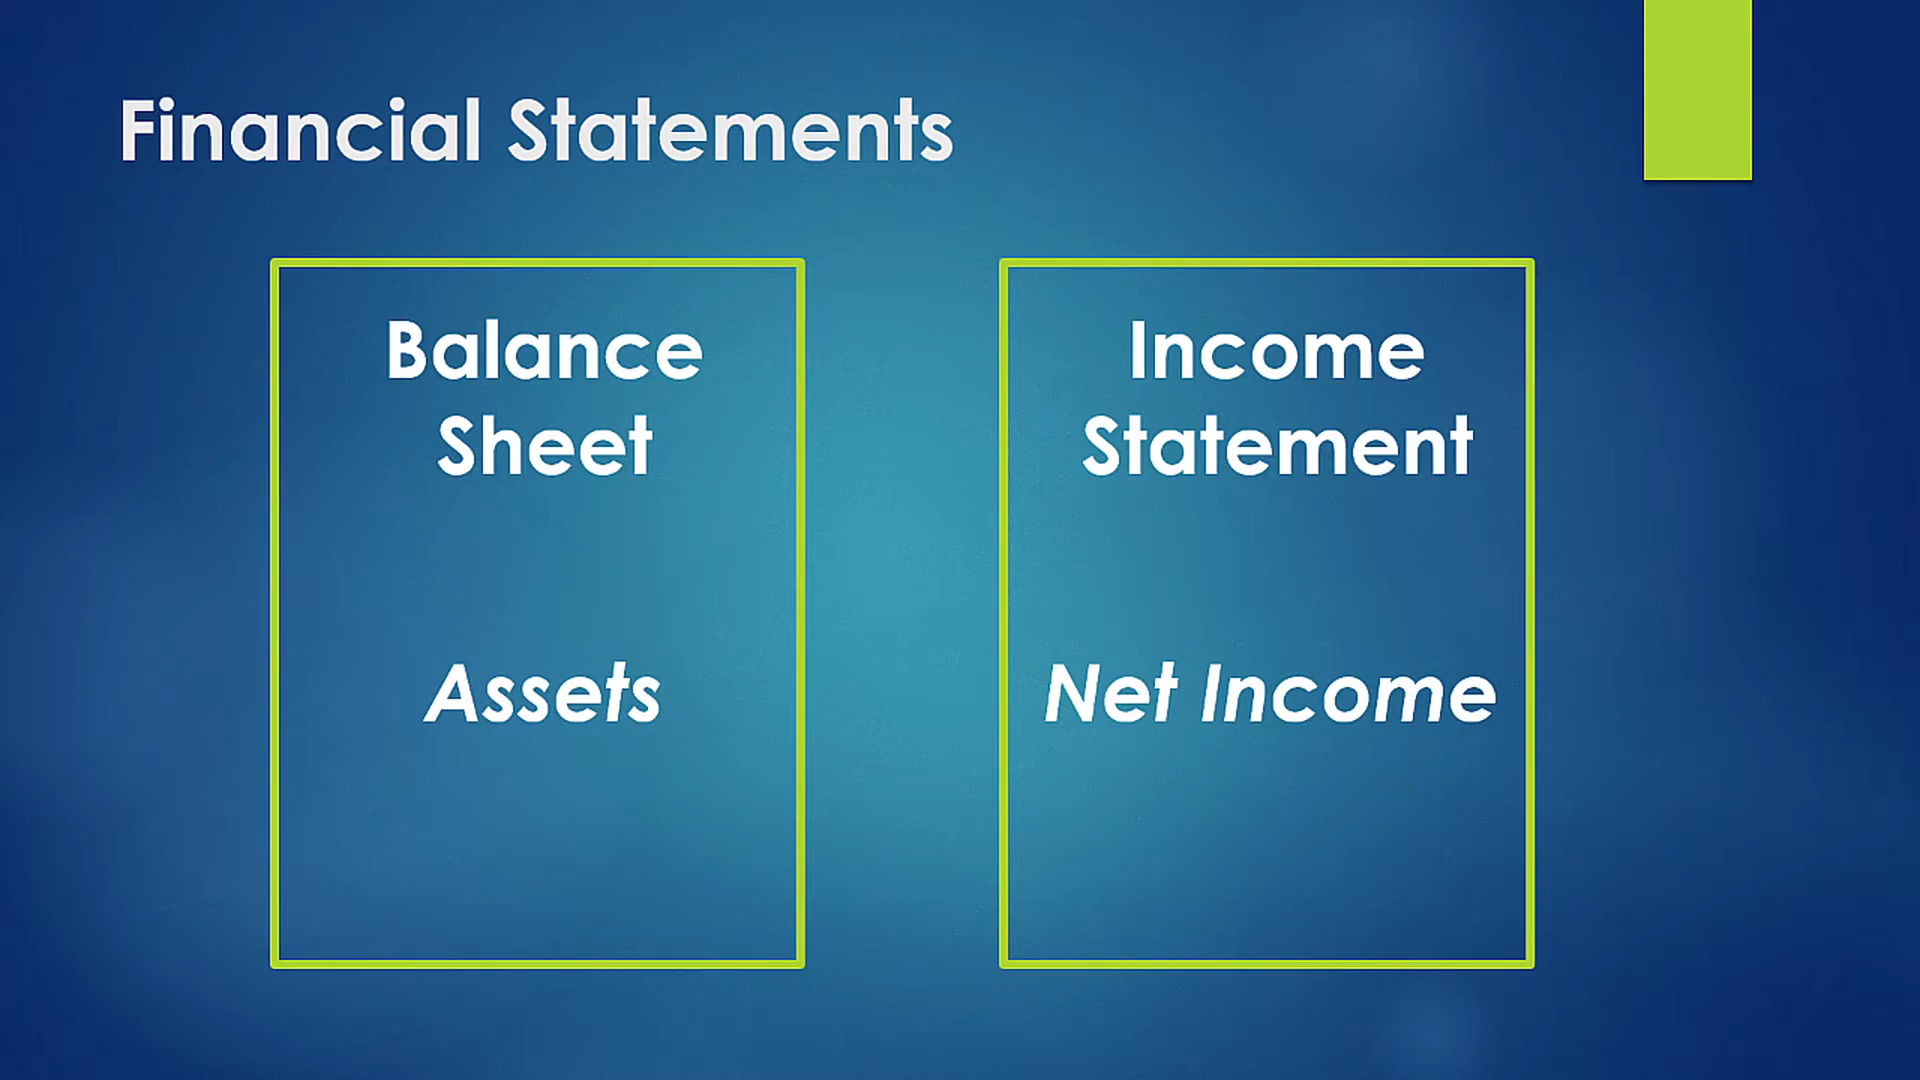 Financial Statements
Balance
Sheet
Assets
Income
Statement
Net Income